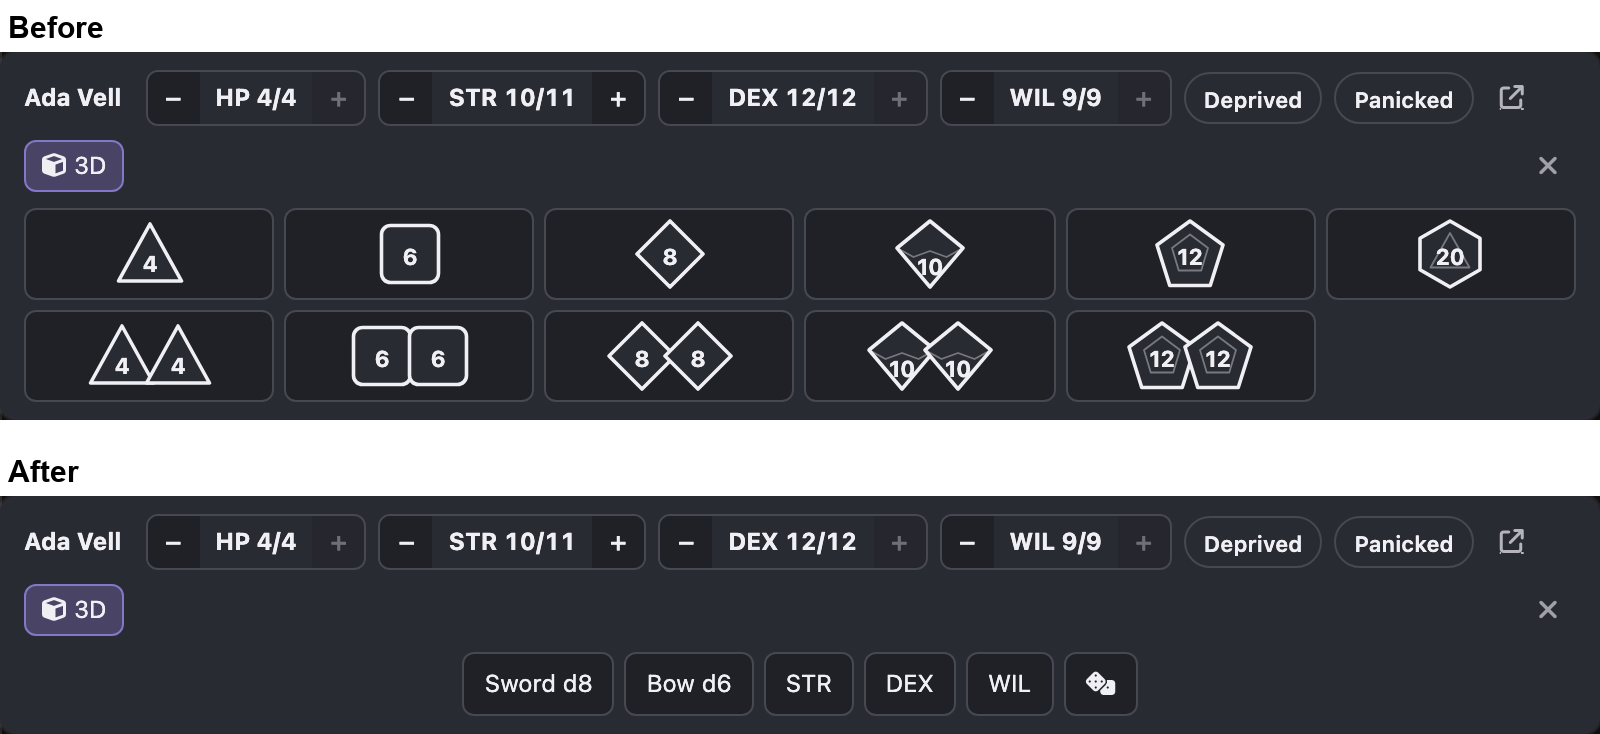 Before
Ada Vell − HP 4/4 + − STR 10/11 + − DEX 12/12 + − WIL 9/9 + Deprived Panicked
3D ×
4 6 8 10 12 20
4 4 6 6 8 8 10 10 12 12
After
Ada Vell − HP 4/4 + − STR 10/11 + − DEX 12/12 + − WIL 9/9 + Deprived Panicked
3D ×
Sword d8 Bow d6 STR DEX WIL